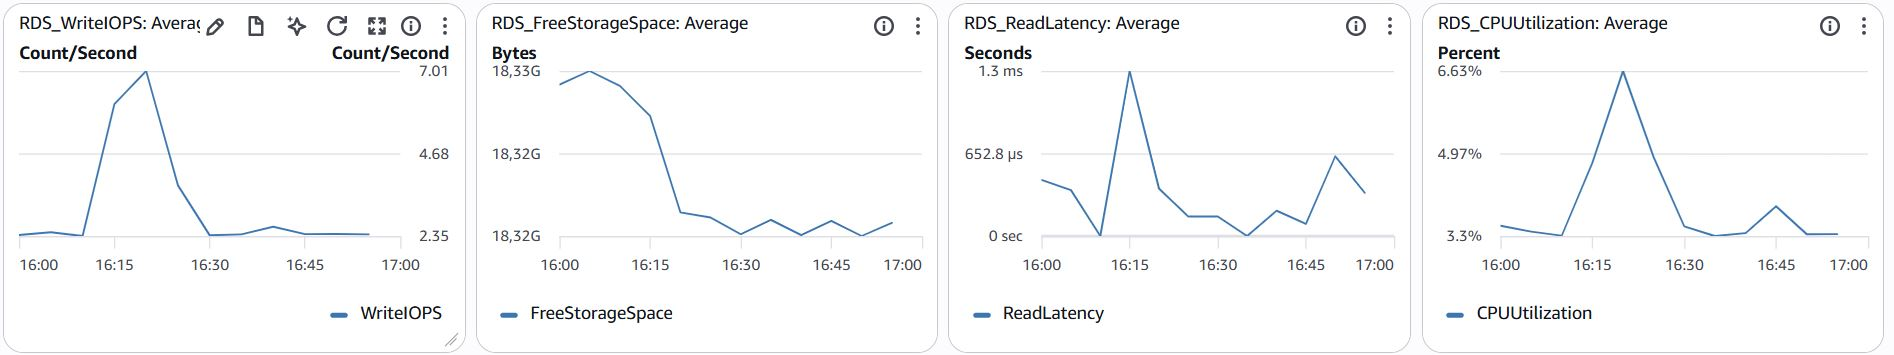 RDS_WriteIOPS: Averag
Count/Second Count/Second
7.01
4.68
2.35
16:00 16:15 16:30 16:45 17:00
WriteIOPS
RDS_FreeStorageSpace: Average
Bytes
18,33G
18,32G
18,32G
16:00 16:15 16:30 16:45 17:00
FreeStorageSpace
RDS_ReadLatency: Average
Seconds
1.3 ms
652.8 µs
0 sec
16:00 16:15 16:30 16:45 17:00
ReadLatency
RDS_CPUUtilization: Average
Percent
6.63%
4.97%
3.3%
16:00 16:15 16:30 16:45 17:00
CPUUtilization